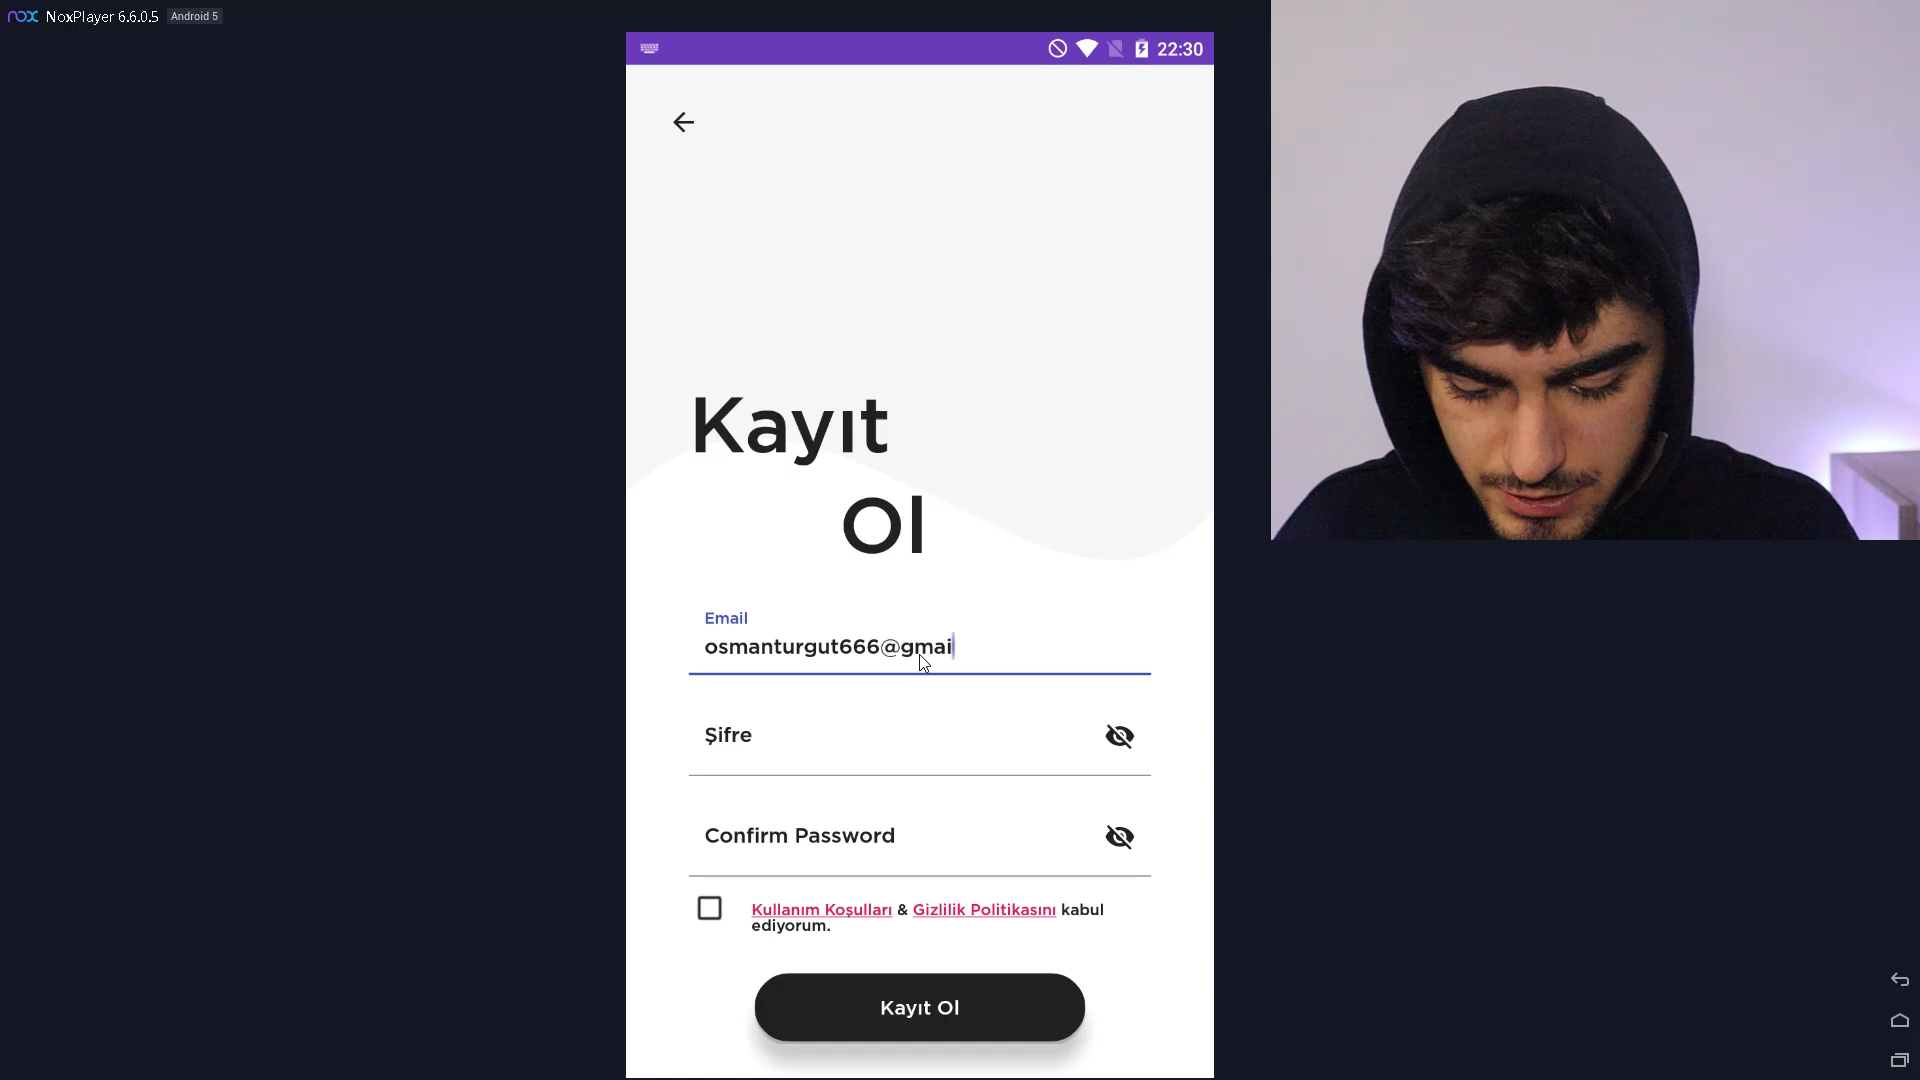 nox NoxPlayer 6.6.0.5 Android 5
22:30
Kayıt
Ol
Email
osmanturgut666@gmai
Şifre
Confirm Password
Kullanım Koşulları & Gizlilik Politikasını kabul
ediyorum.
Kayıt Ol